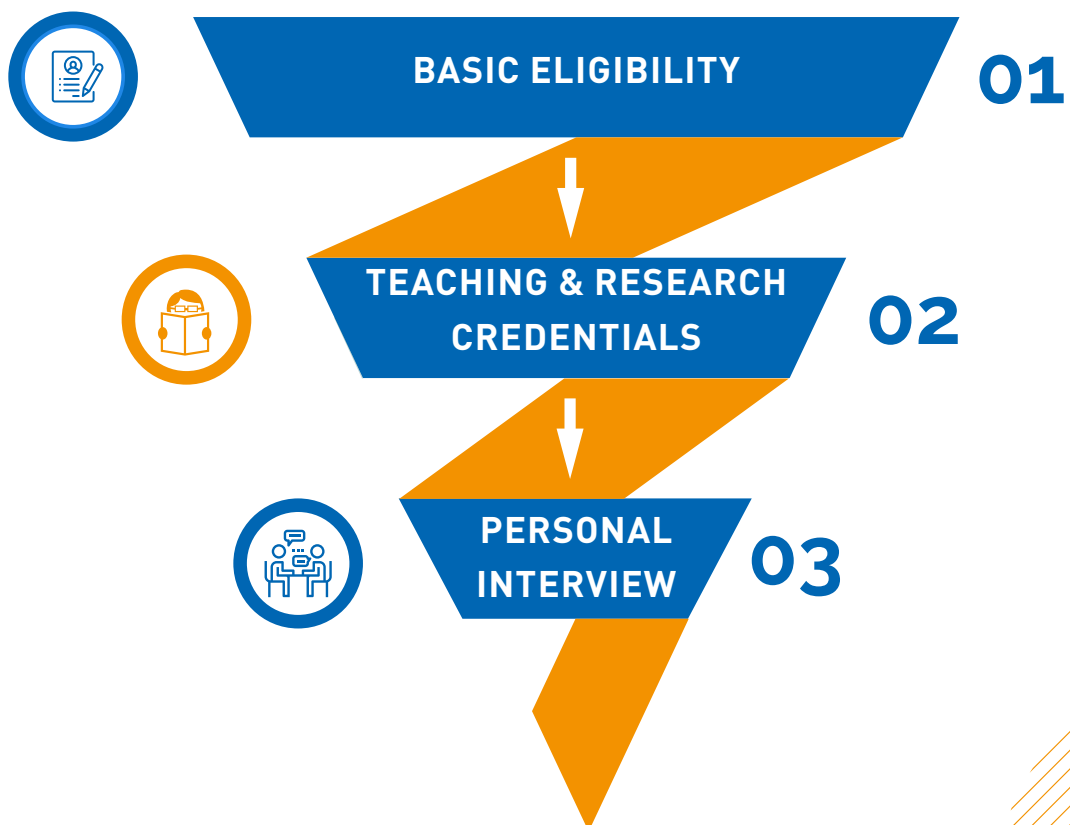 BASIC ELIGIBILITY
01
TEACHING & RESEARCH
CREDENTIALS
02
PERSONAL
INTERVIEW
03